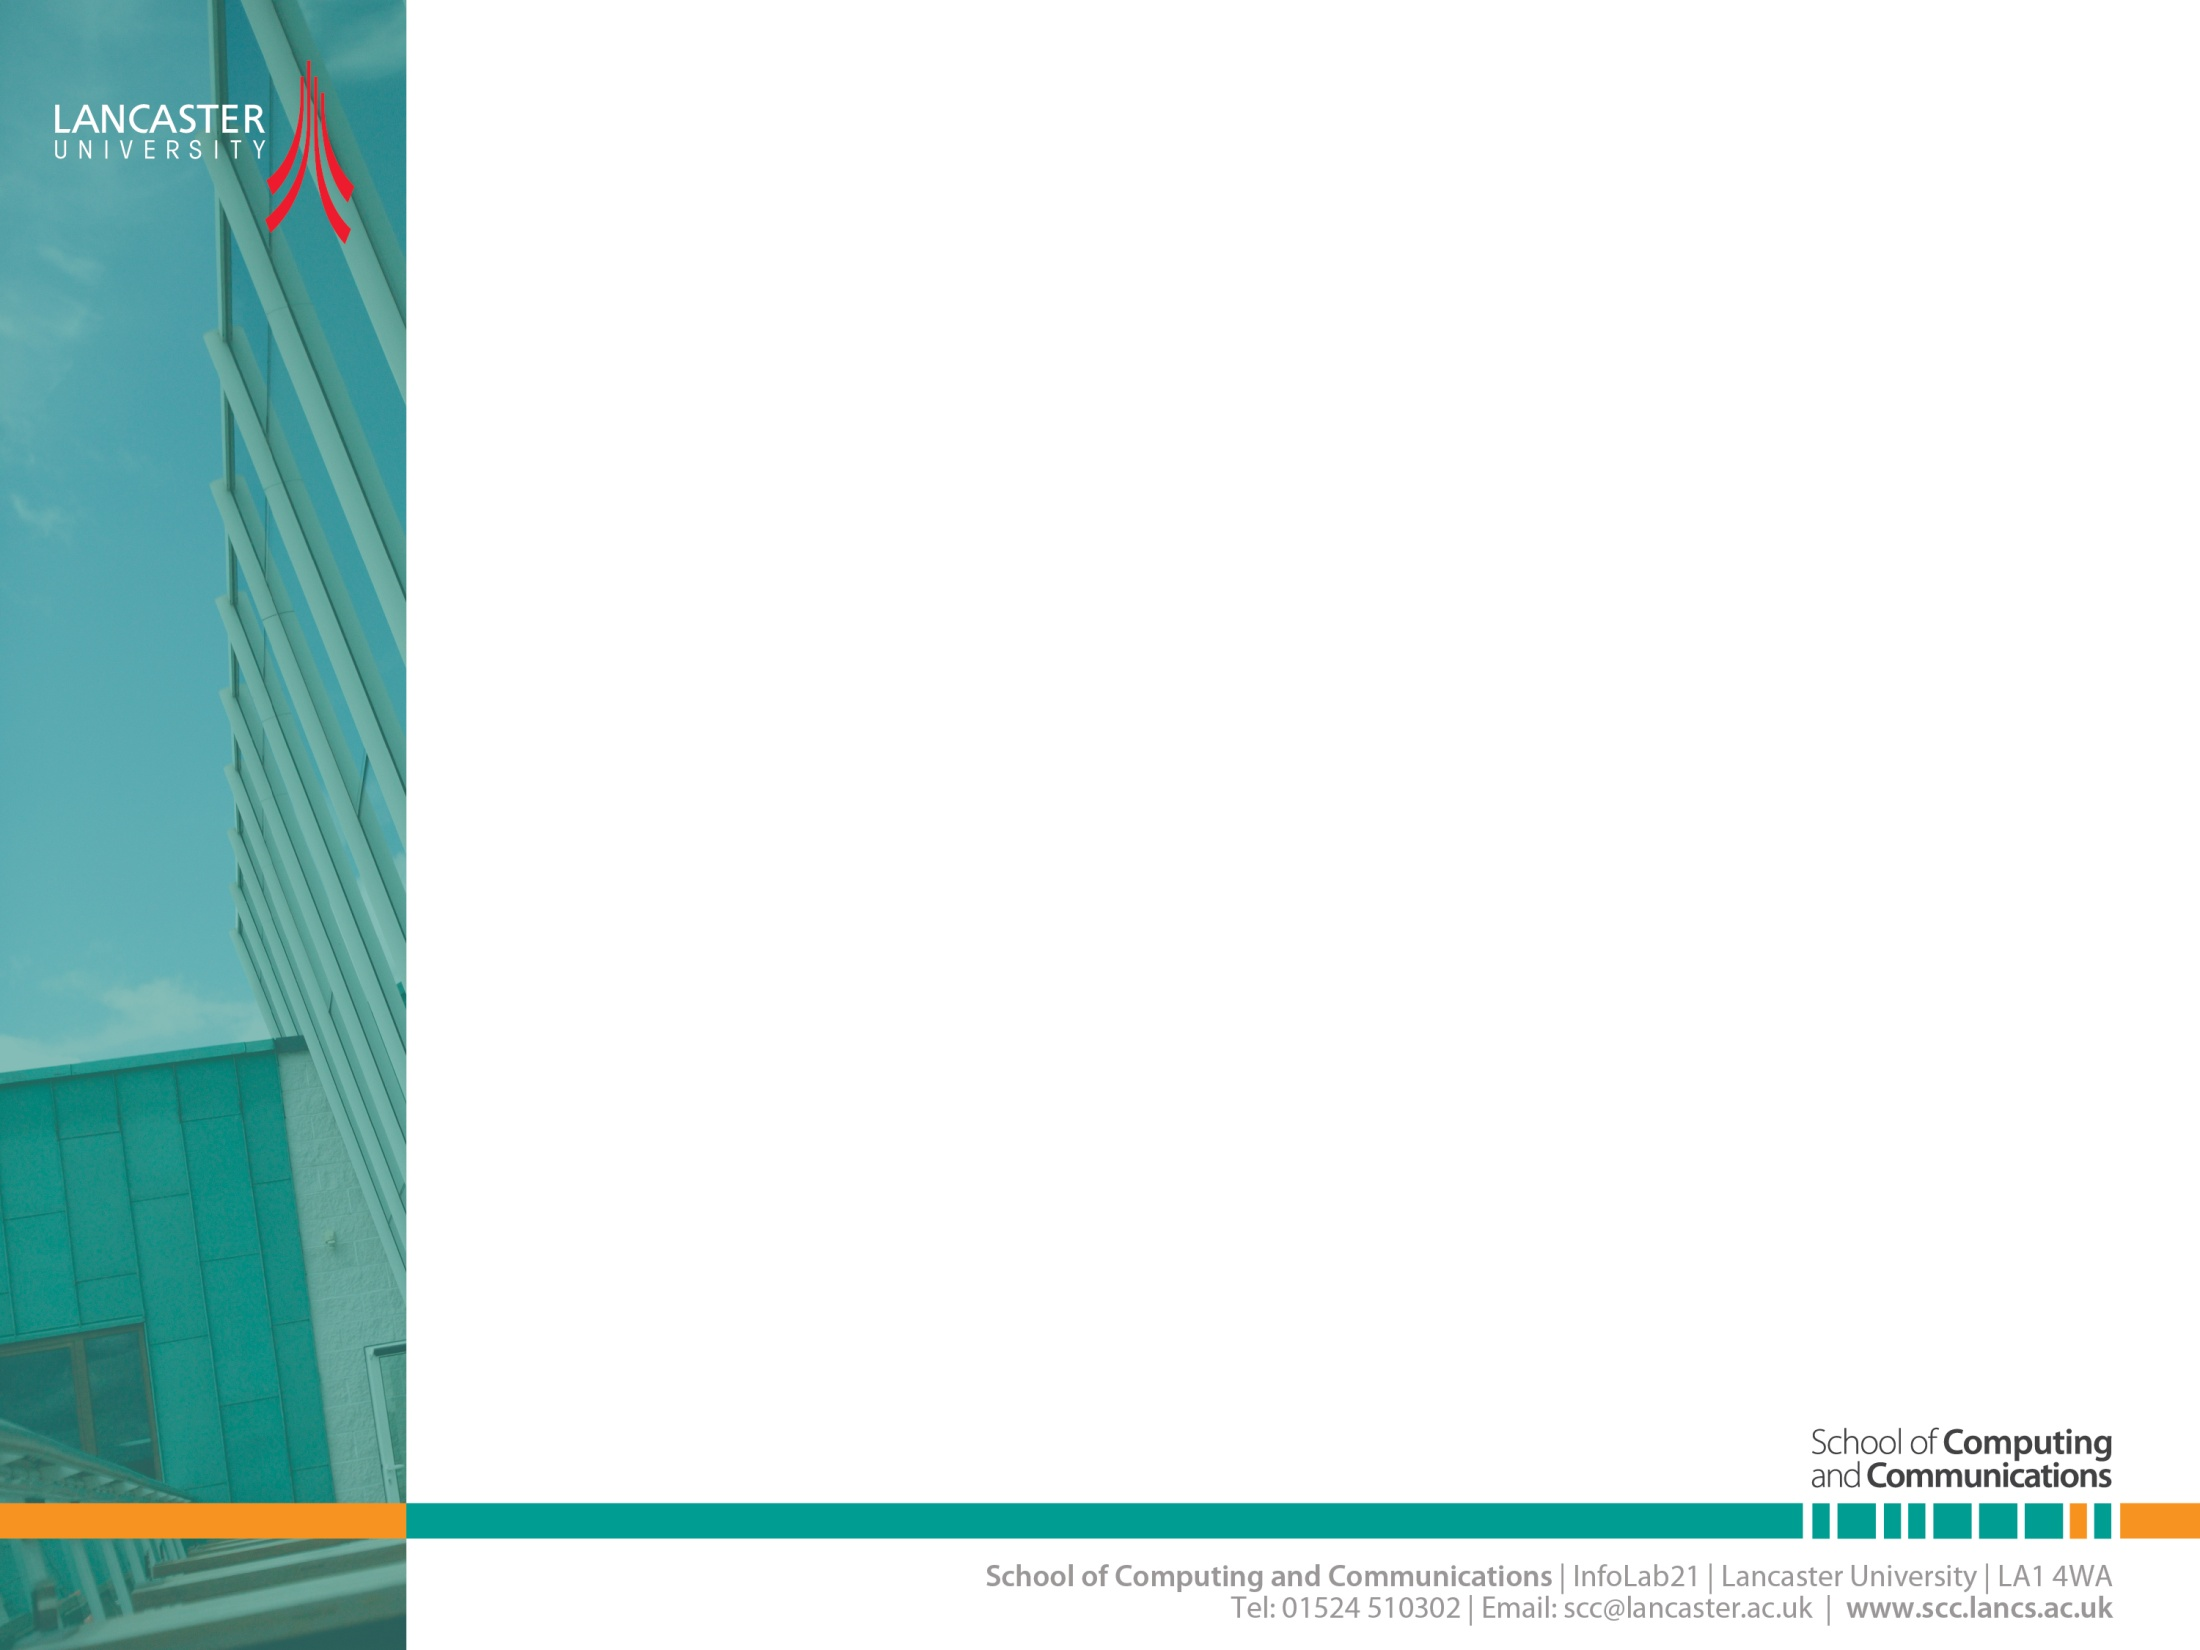 LANCASTER
UNIVERSITY
School of Computing
and Communications
School of Computing and Communications | InfoLab21 | Lancaster University | LA1 4WA
Tel: 01524 510302 | Email: scc@lancaster.ac.uk | www.scc.lancs.ac.uk